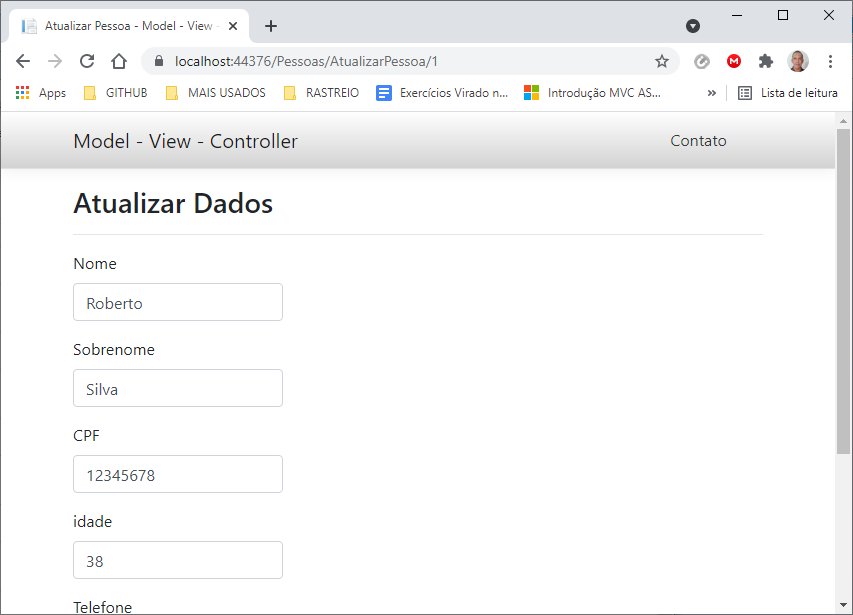 Atualizar Pessoa - Model - View -
localhost:44376/Pessoas/AtualizarPessoa/1
M
Apps GITHUB MAIS USADOS RASTREIO Exercícios Virado n... Introdução MVC AS... » Lista de leitura
Model - View - Controller Contato
Atualizar Dados
Nome
Roberto
Sobrenome
Silva
CPF
12345678
idade
38
Telefone